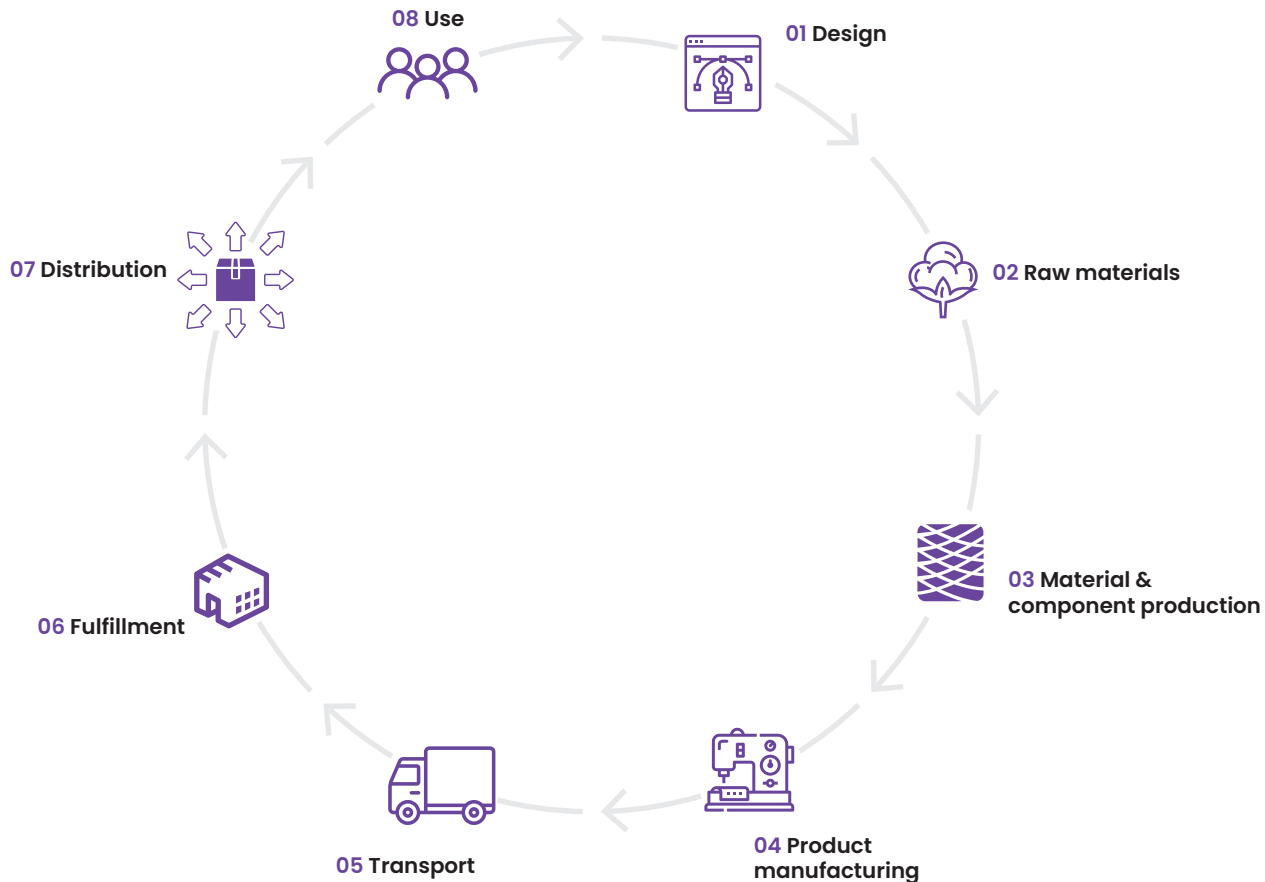 08 Use
01 Design
07 Distribution
02 Raw materials
03 Material &
component production
06 Fulfillment
04 Product
manufacturing
05 Transport